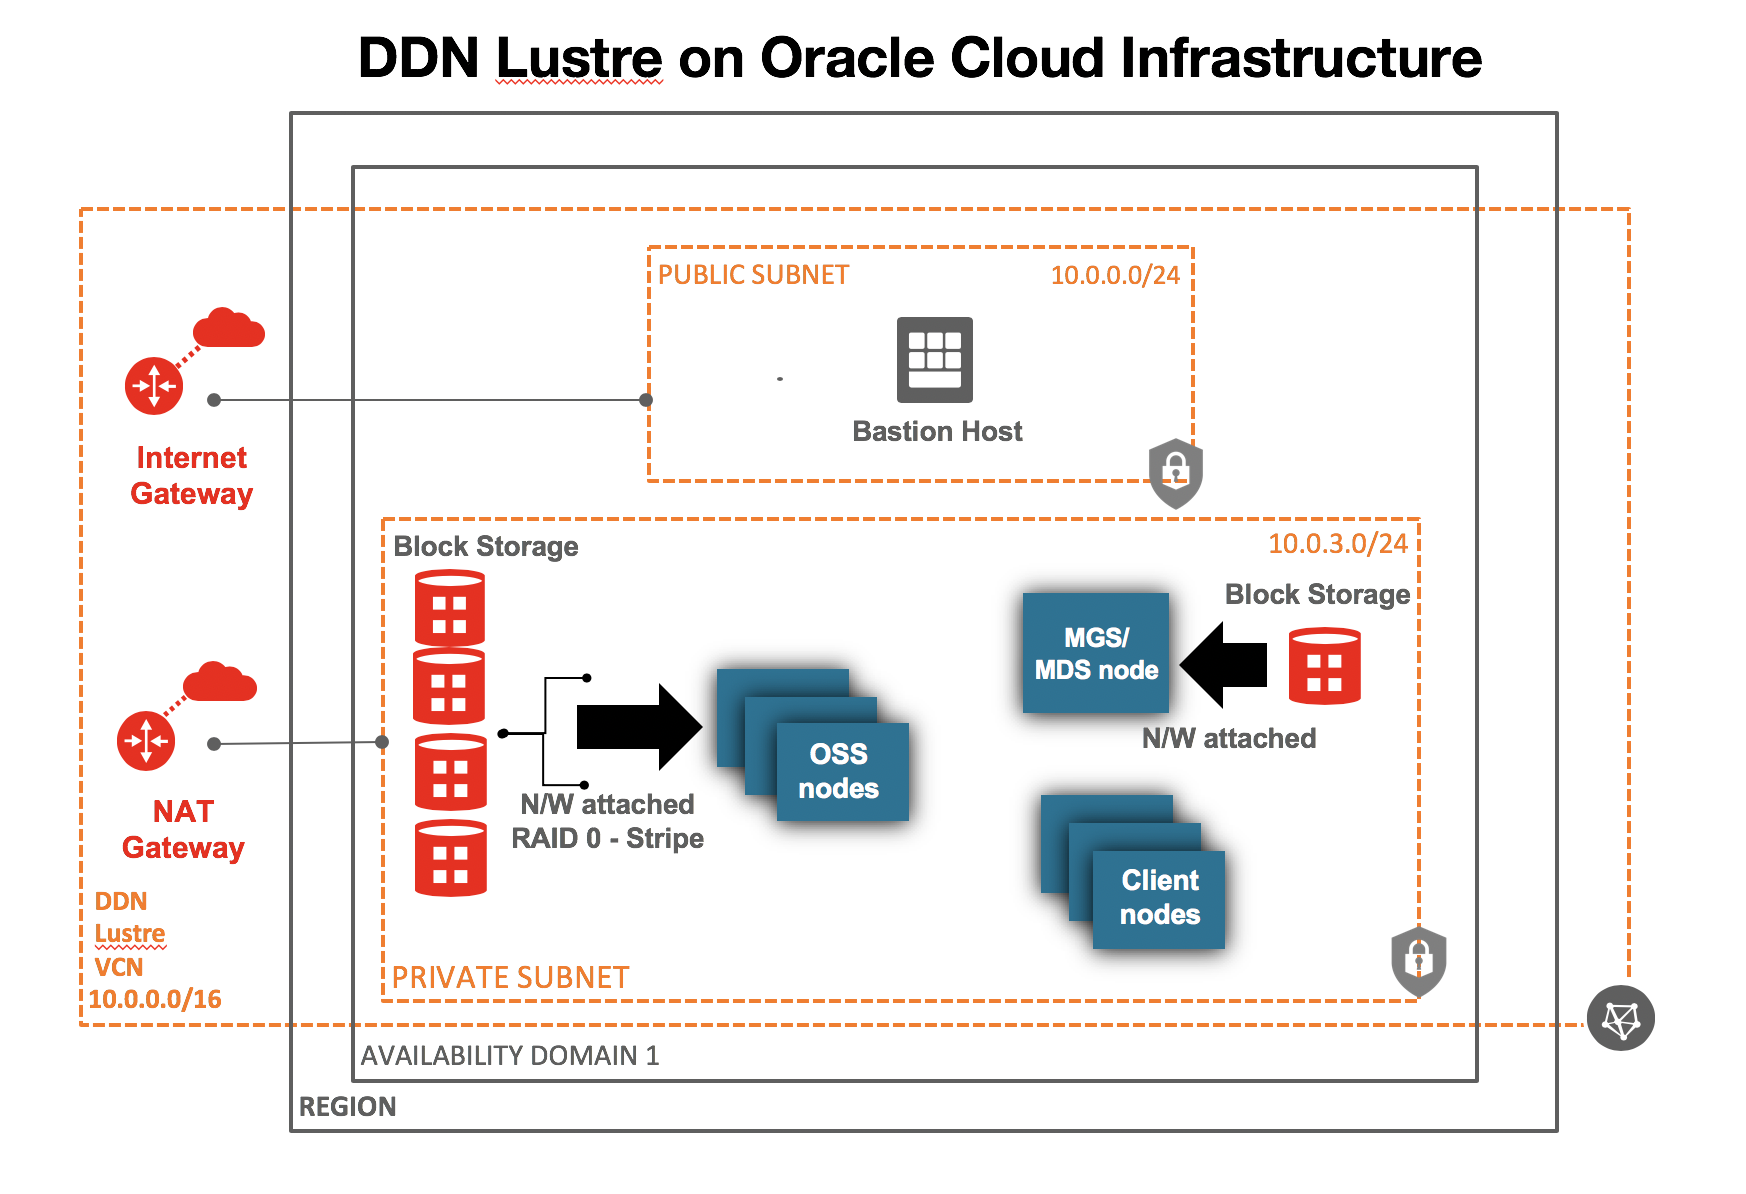 DDN Lustre on Oracle Cloud Infrastructure
PUBLIC SUBNET
10.0.0.0/24
Bastion Host
Internet
Gateway
Block Storage
10.0.3.0/24
Block Storage
MGS/
MDS node
N/W attached
OSS
nodes
N/W attached
RAID 0 - Stripe
NAT
Gateway
Client
nodes
DDN
Lustre
VCN
10.0.0.0/16
PRIVATE SUBNET
AVAILABILITY DOMAIN 1
REGION